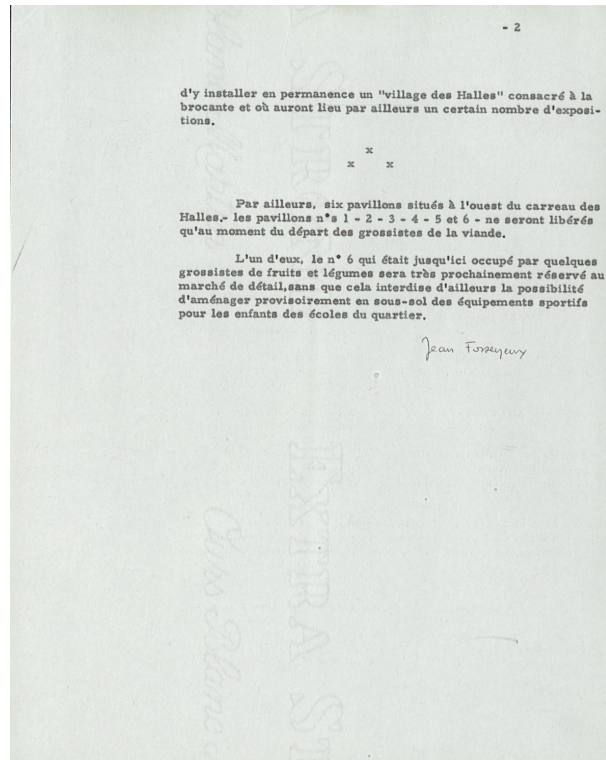 - 2
d'y installer en permanence un "village des Halles" consacré à la
brocante et où auront lieu par ailleurs un certain nombre d'exposi-
tions.
x
x x
Par ailleurs, six pavillons situés à l'ouest du carreau des
Halles.- les pavillons n°s 1 - 2 - 3 - 4 - 5 et 6 - ne seront libérés
qu'au moment du départ des grossistes de la viande.
L'un d'eux, le n° 6 qui était jusqu'ici occupé par quelques
grossistes de fruits et légumes sera très prochainement réservé au
marché de détail,sans que cela interdise d'ailleurs la possibilité
d'aménager provisoirement en sous-sol des équipements sportifs
pour les enfants des écoles du quartier.
Jean
EXTRA